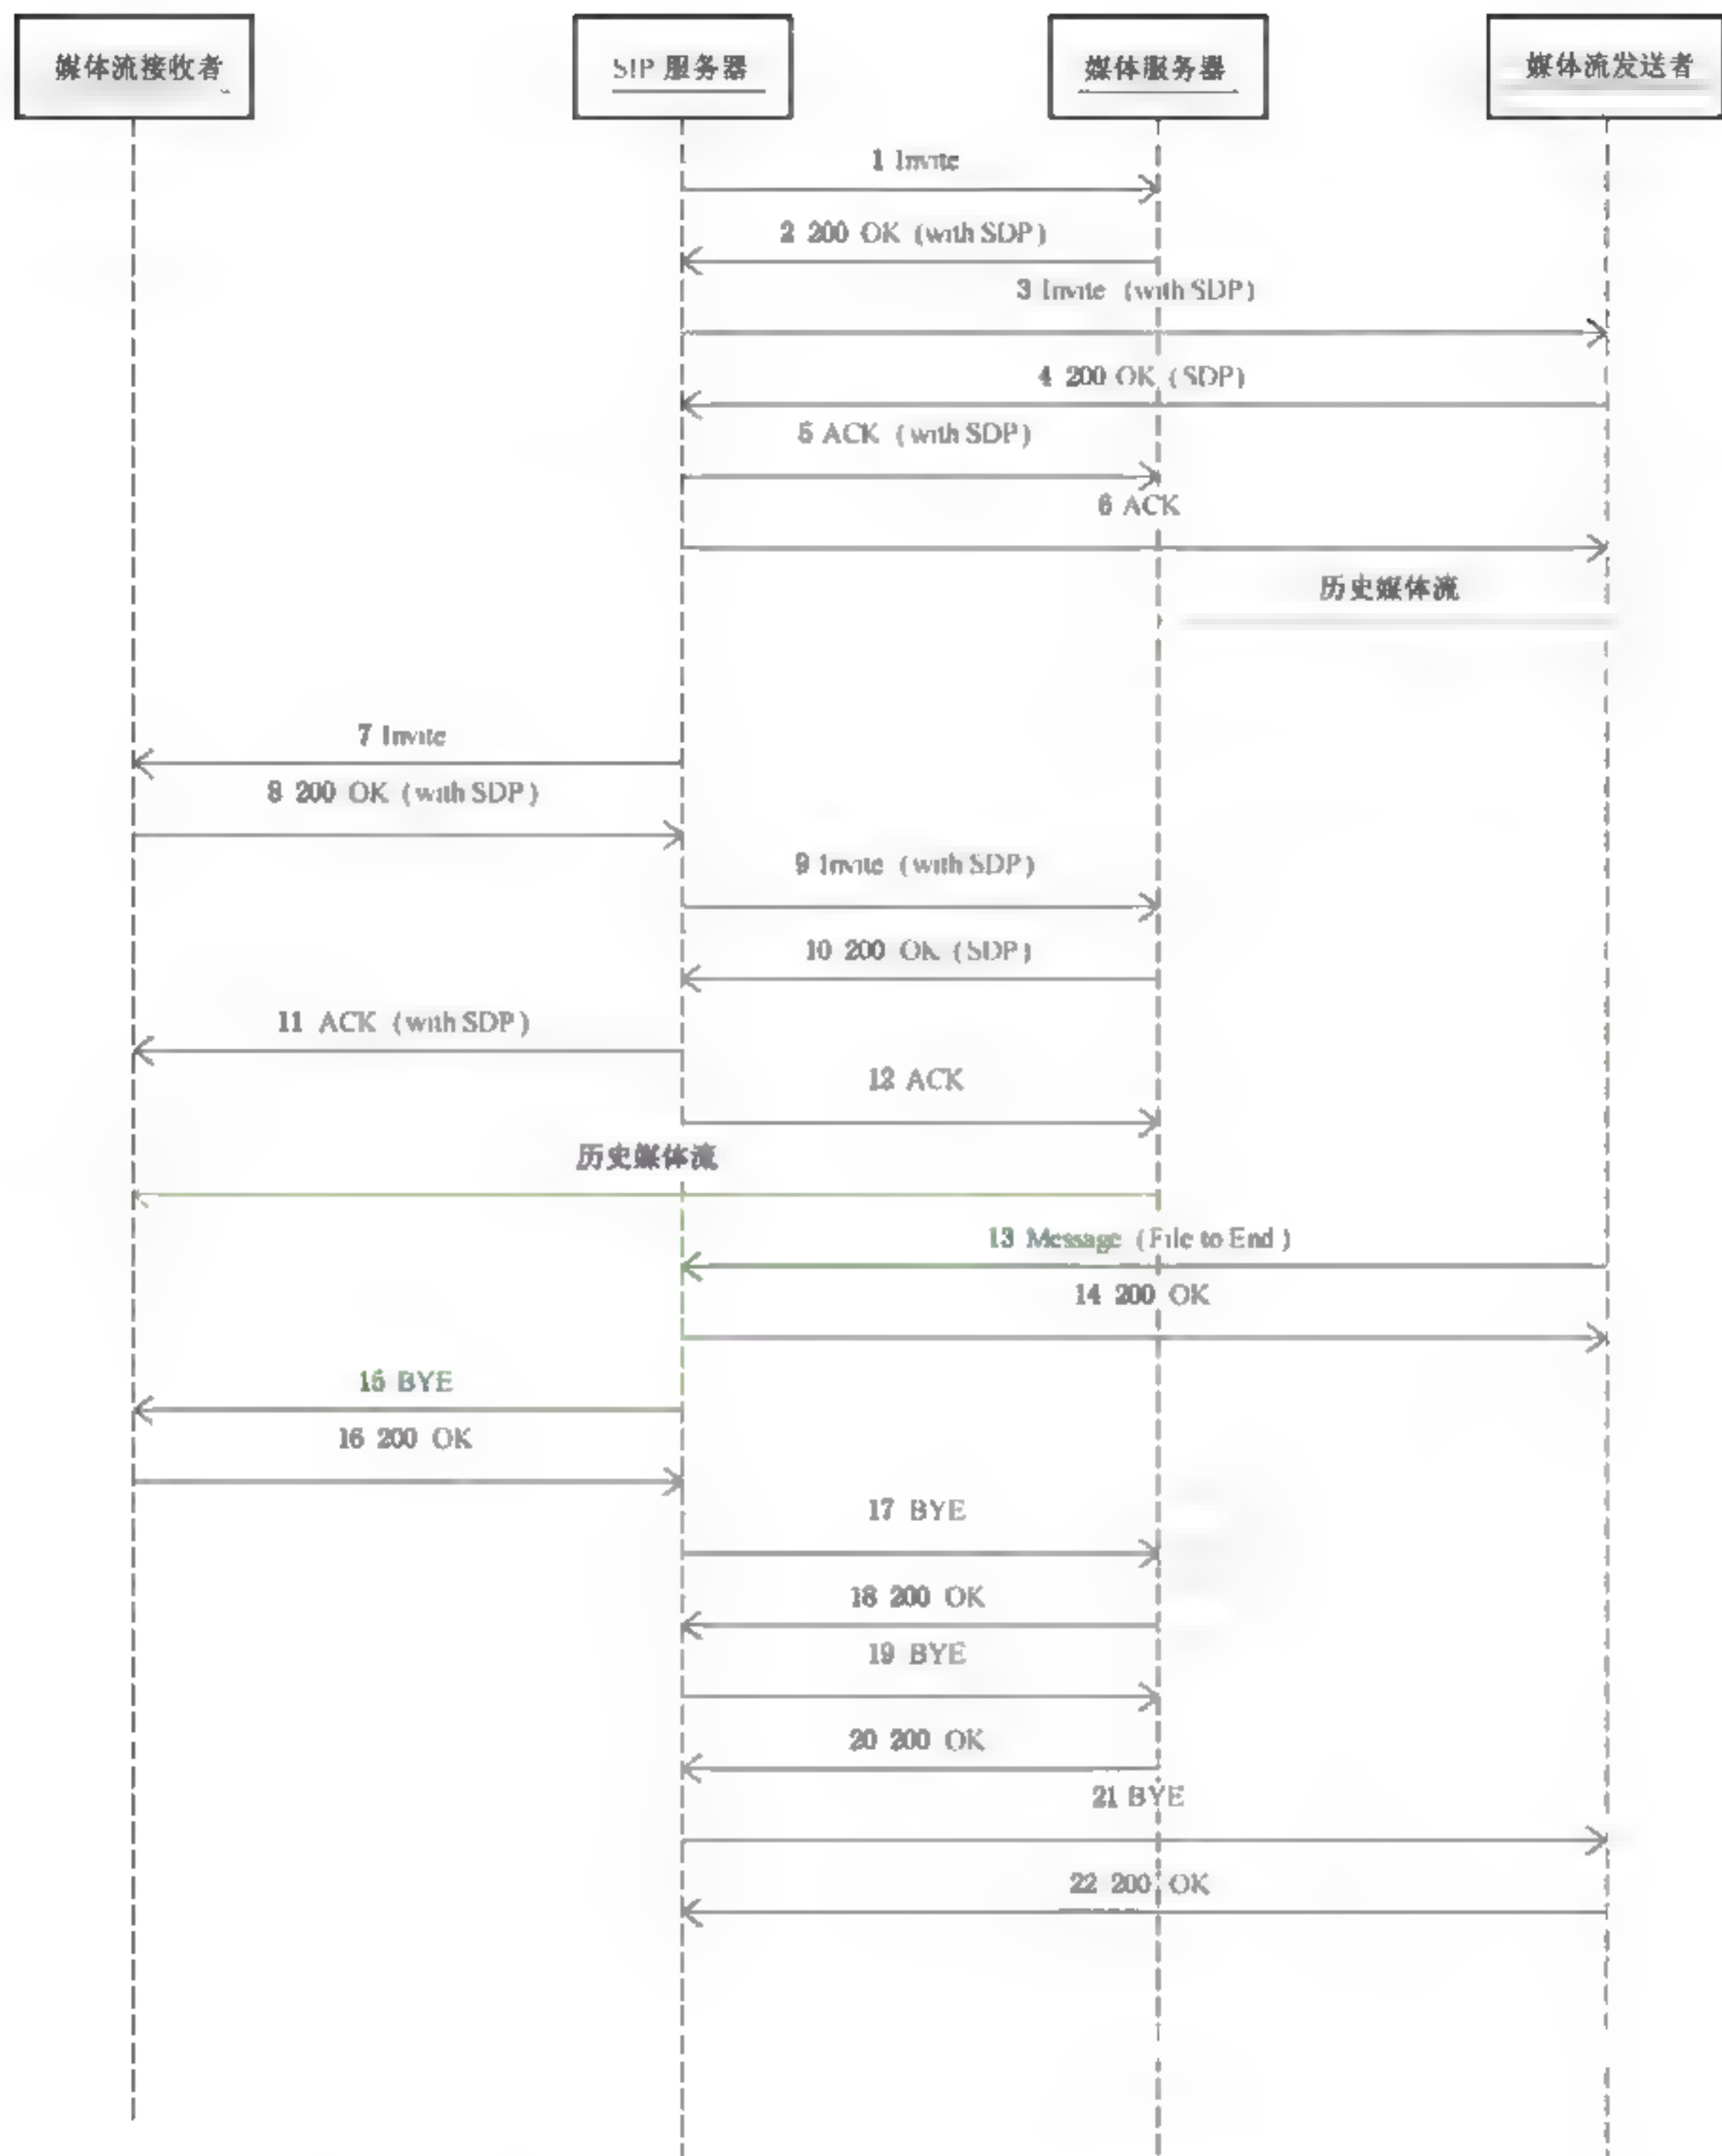 媒体流接收者
SIP 服务器
媒体服务器
媒体流发送者
1 Invite
2 200 OK (with SDP)
3 Invite (with SDP)
4 200 OK (SDP)
5 ACK (with SDP)
6 ACK
历史媒体流
7 Invite
8 200 OK (with SDP)
9 Invite (with SDP)
10 200 OK (SDP)
11 ACK (with SDP)
12 ACK
历史媒体流
13 Message (File to End)
14 200 OK
15 BYE
16 200 OK
17 BYE
18 200 OK
19 BYE
20 200 OK
21 BYE
22 200 OK